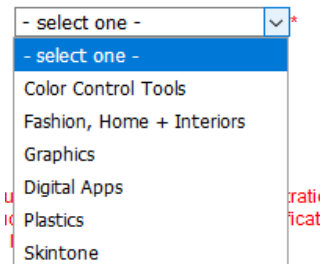 - select one -
*
- select one -
Color Control Tools
Fashion, Home + Interiors
Graphics
Digital Apps
Plastics
Skintone